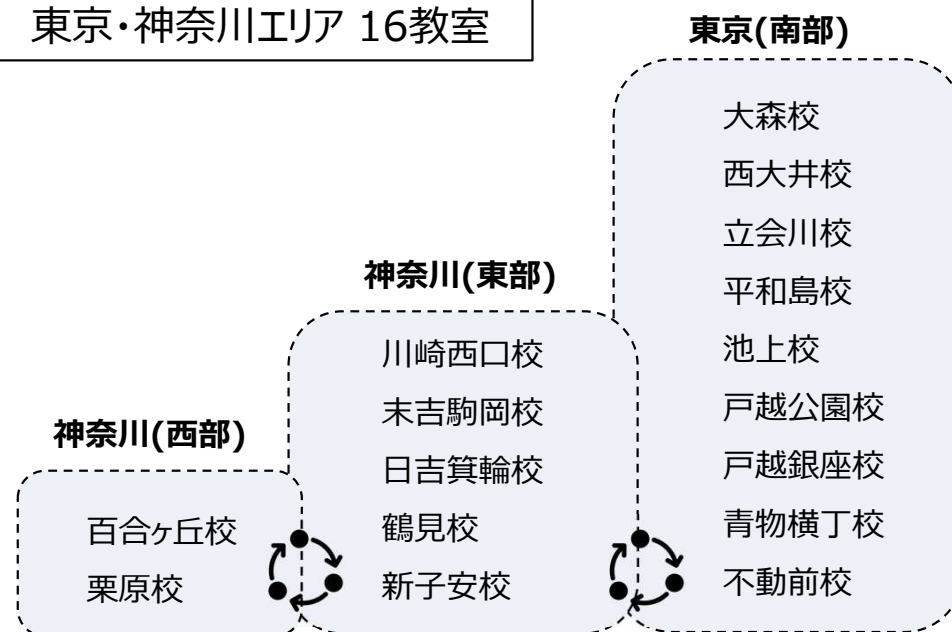 東京・神奈川エリア 16教室
東京(南部)
大森校
西大井校
立会川校
平和島校
池上校
戸越公園校
戸越銀座校
青物横丁校
不動前校
神奈川(東部)
川崎西口校
末吉駒岡校
日吉箕輪校
鶴見校
新子安校
神奈川(西部)
百合ヶ丘校
栗原校